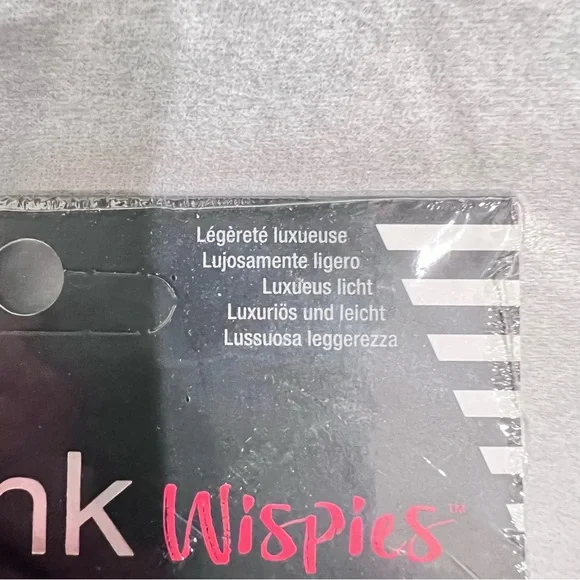 Légèreté luxueuse
Lujosamente ligero
Luxueus licht
Luxuriös und leicht
Lussuosa leggerezza
nk Wispies™